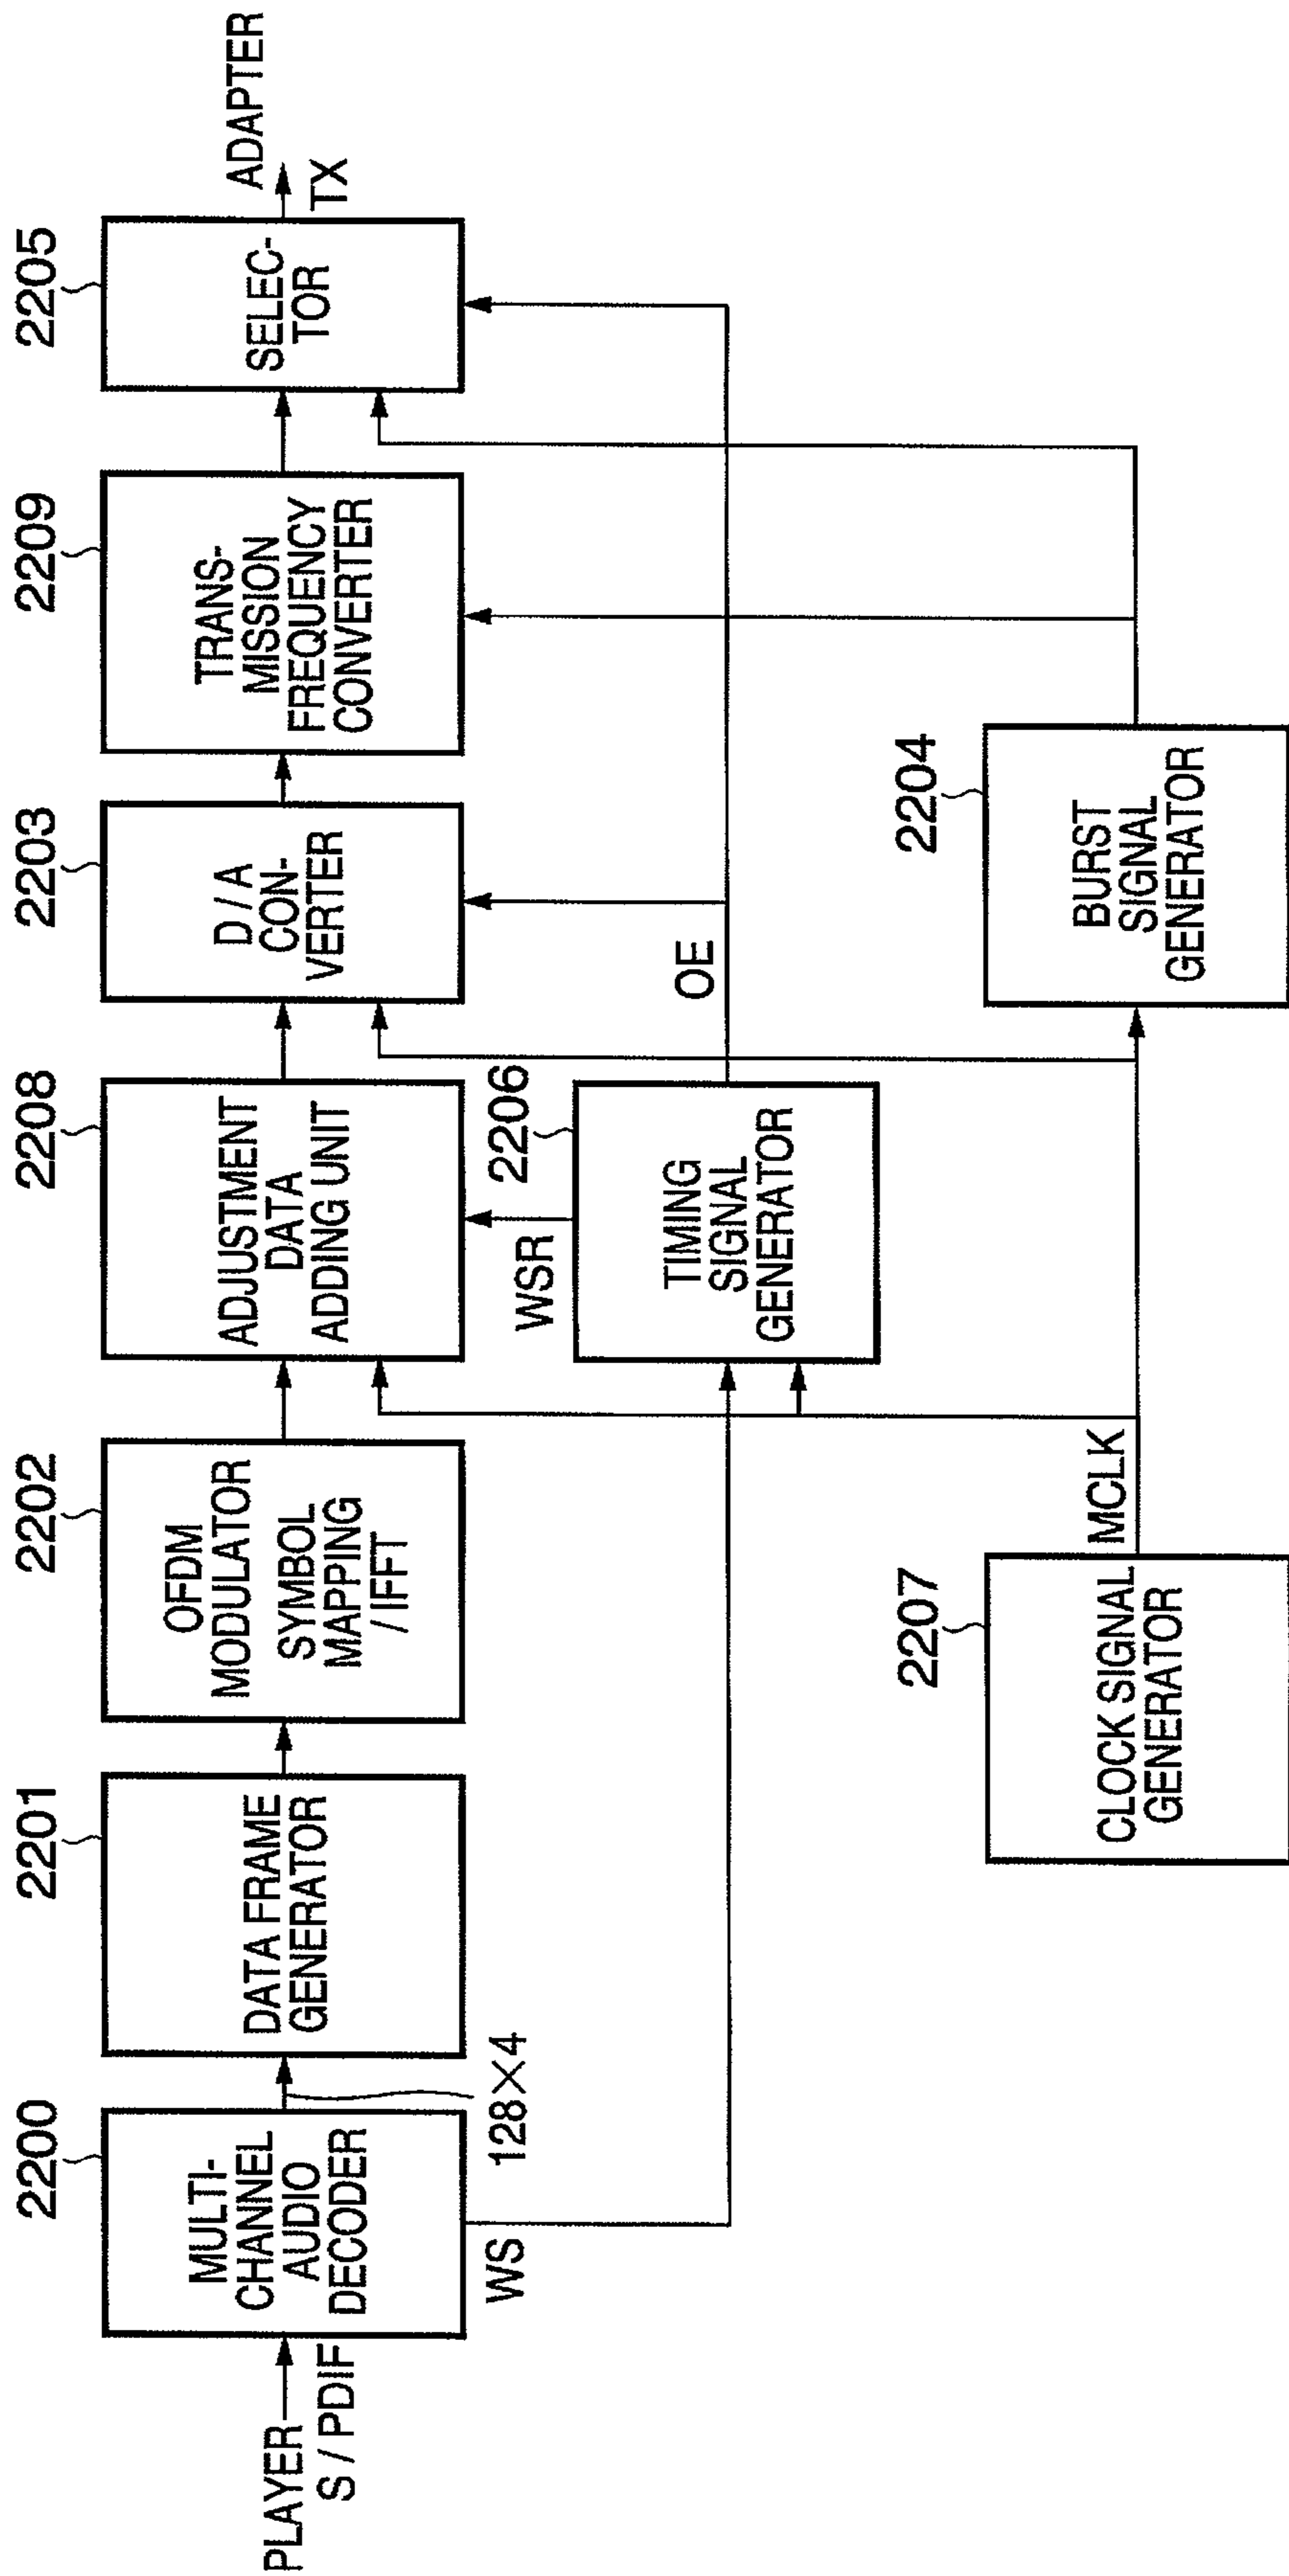 PLAYER
S / PDIF
2200
MULTI-
CHANNEL
AUDIO
DECODER
WS
128×4
2201
DATA FRAME
GENERATOR
2202
OFDM
MODULATOR
SYMBOL
MAPPING
/ IFFT
2208
ADJUSTMENT
DATA
ADDING UNIT
WSR
2203
D / A
CON-
VERTER
2209
TRANS-
MISSION
FREQUENCY
CONVERTER
2205
SELEC-
TOR
ADAPTER
TX
2206
TIMING
SIGNAL
GENERATOR
OE
2207
CLOCK SIGNAL
GENERATOR
MCLK
2204
BURST
SIGNAL
GENERATOR